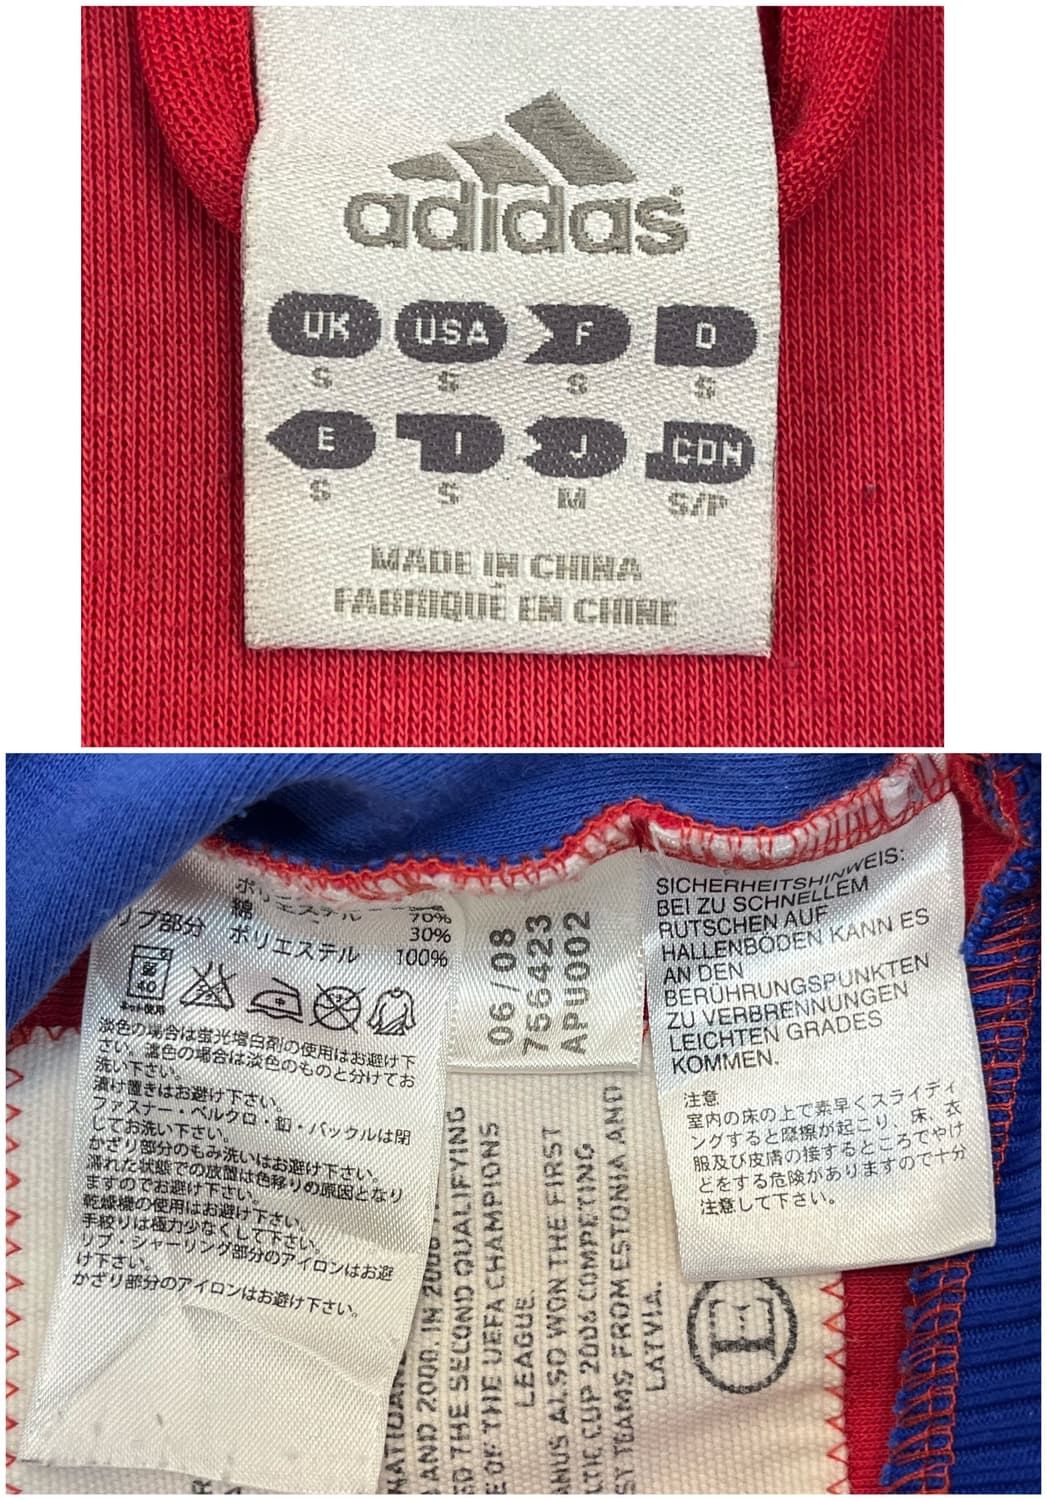 adidas
UK USA F D
S S S S
E I J CDN
S S M S/P
MADE IN CHINA
FABRIQUÉ EN CHINE
ポリエステル 70%
綿 30%
リブ部分 ポリエステル 100%
40
ネット使用
淡色の場合は蛍光増白剤の使用はお避け下
さい。濃色の場合は淡色のものと分けてお
洗い下さい。
漬け置きはお避け下さい。
ファスナー・ベルクロ・釦・バックルは閉
してお洗い下さい。
かざり部分のもみ洗いはお避け下さい。
濡れた状態での放置は色移りの原因となり
ますのでお避け下さい。
乾燥機の使用はお避け下さい。
手絞りは極力少なくして下さい。
リブ・シャーリング部分のアイロンはお避
け下さい。
かざり部分のアイロンはお避け下さい。
06/08
756423
APU002
SICHERHEITSHINWEIS:
BEI ZU SCHNELLEM
RUTSCHEN AUF
HALLENBÖDEN KANN ES
AN DEN
BERÜHRUNGSPUNKTEN
ZU VERBRENNUNGEN
LEICHTEN GRADES
KOMMEN.
注意
室内の床の上で素早くスライディ
ングすると摩擦が起こり、床、衣
服及び皮膚の接するところでやけ
どをする危険がありますので十分
注意して下さい。
AND 2000. IN 2006
THE SECOND QUALIFYING
OF THE UEFA CHAMPIONS
LEAGUE.
ALSO WON THE FIRST
CUP 2006 COMPETING
TEAMS FROM ESTONIA AND
LATVIA.
E